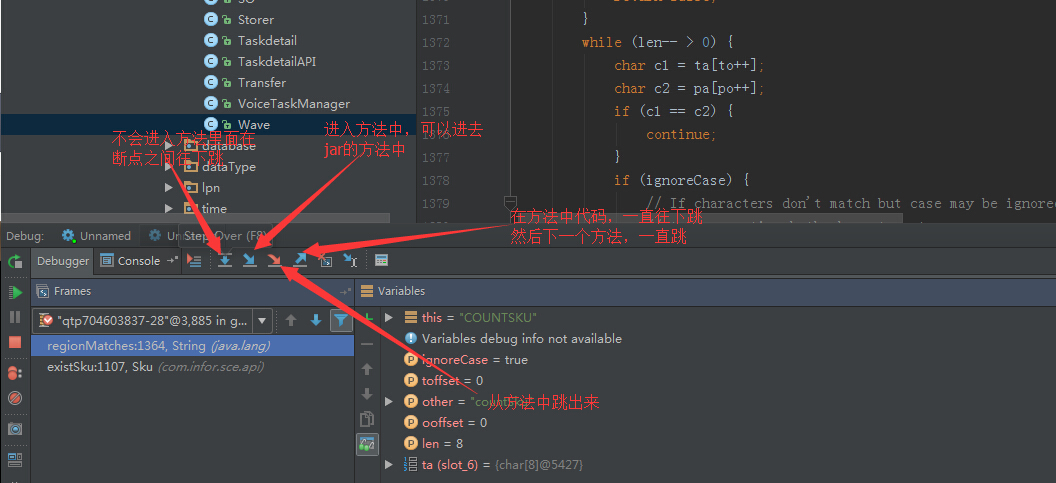 SO
Storer
Taskdetail
TaskdetailAPI
Transfer
VoiceTaskManager
Wave
database
dataType
lpn
time
1371
1372
1373
1374
1375
1377
1378
}
while (len-- > 0) {
char c1 = ta[to++];
char c2 = pa[po++];
if (c1 == c2) {
continue;
}
if (ignoreCase) {
// If characters don't match but case may be ignored
不会进入方法里面在
断点之间往下跳
进入方法中，可以进去
jar的方法中
在方法中代码，一直往下跳
然后下一个方法，一直跳
从方法中跳出来
Debug:
Unnamed
Step Over (F8)
Debugger
Console
Frames
"qtp704603837-28"@3,885 in g...
regionMatches:1364, String (java.lang)
existSku:1107, Sku (com.infor.sce.api)
Variables
this = "COUNTSKU"
Variables debug info not available
ignoreCase = true
toffset = 0
other =
ooffset = 0
len = 8
ta (slot_6) = {char[8]@5427}